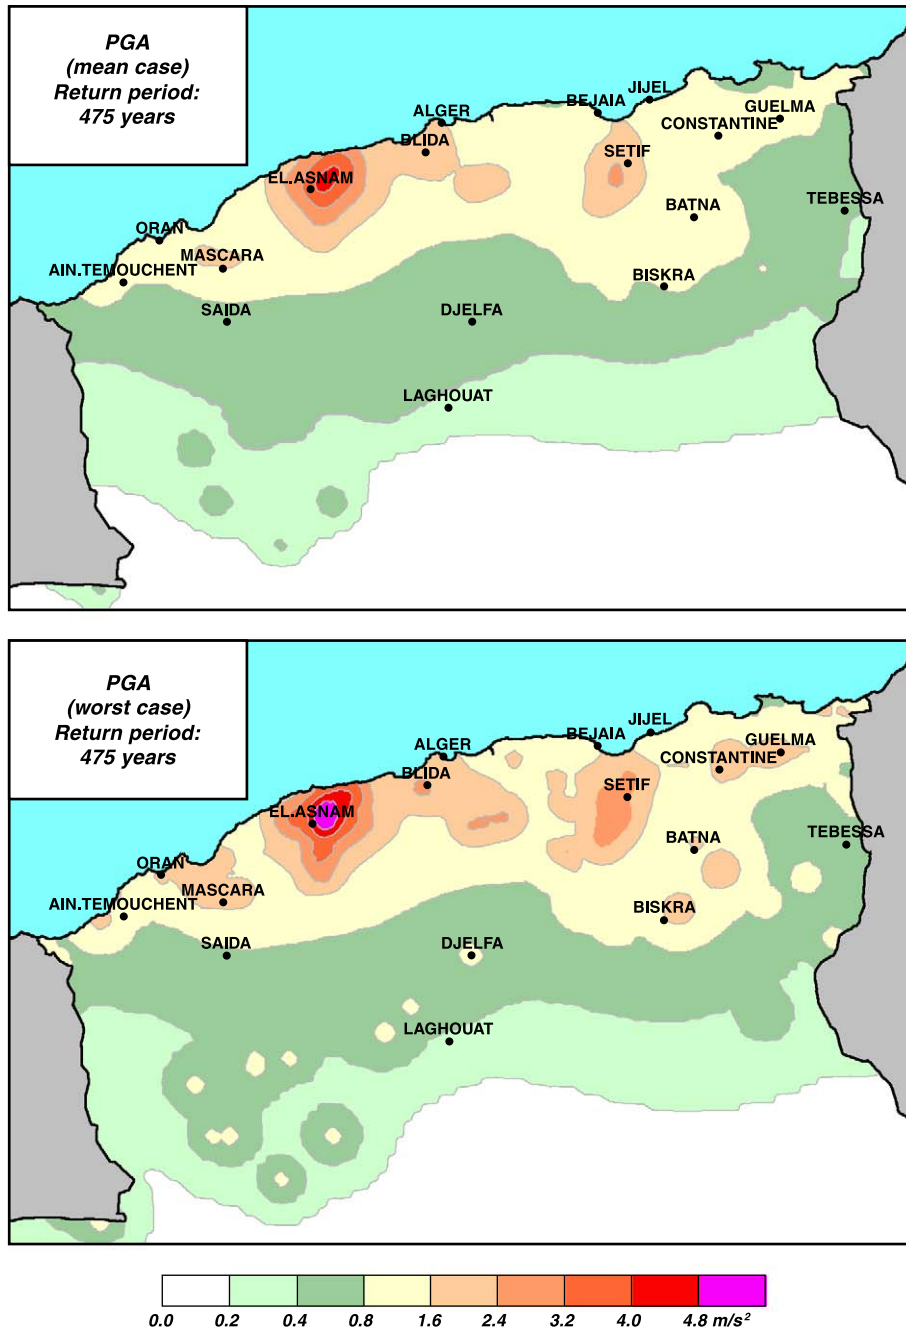 PGA
(mean case)
Return period:
475 years
ALGER
BEJAIA
JIJEL
GUELMA
CONSTANTINE
BLIDA
SETIF
EL.ASNAM
BATNA
TEBESSA
ORAN
MASCARA
AIN.TEMOUCHENT
BISKRA
SAIDA
DJELFA
LAGHOUAT
PGA
(worst case)
Return period:
475 years
ALGER
BEJAIA
JIJEL
GUELMA
CONSTANTINE
BLIDA
SETIF
EL.ASNAM
BATNA
TEBESSA
ORAN
MASCARA
AIN.TEMOUCHENT
BISKRA
SAIDA
DJELFA
LAGHOUAT
0.0 0.2 0.4 0.8 1.6 2.4 3.2 4.0 4.8 m/s²